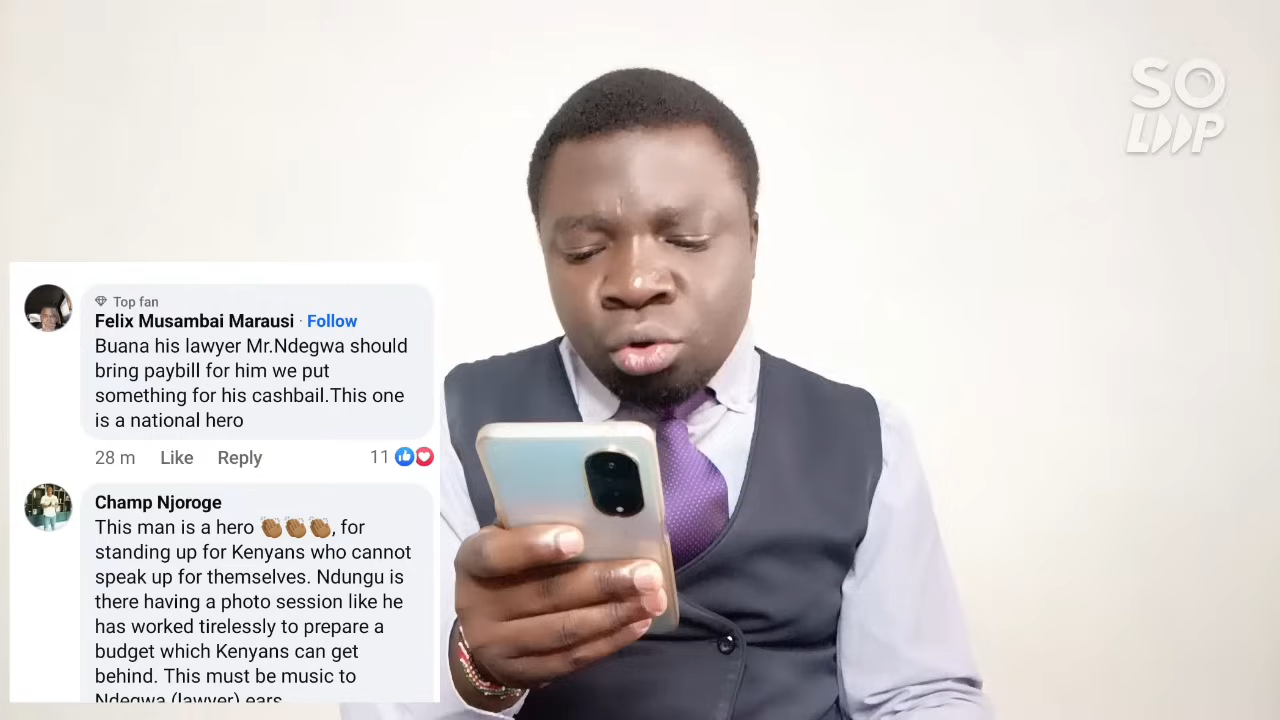 SO
LOOP
Top fan
Felix Musambai Marausi · Follow
Buana his lawyer Mr.Ndegwa should
bring paybill for him we put
something for his cashbail.This one
is a national hero
28 m Like Reply 11
Champ Njoroge
This man is a hero 👏🏾👏🏾👏🏾, for
standing up for Kenyans who cannot
speak up for themselves. Ndungu is
there having a photo session like he
has worked tirelessly to prepare a
budget which Kenyans can get
behind. This must be music to
Ndegwa (lawyer) ears